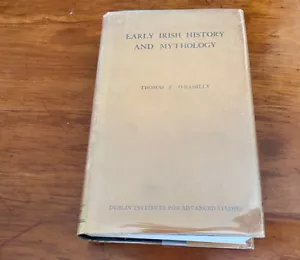 EARLY IRISH HISTORY
AND MYTHOLOGY
THOMAS F. O'RAHILLY
DUBLIN INSTITUTE FOR ADVANCED STUDIES